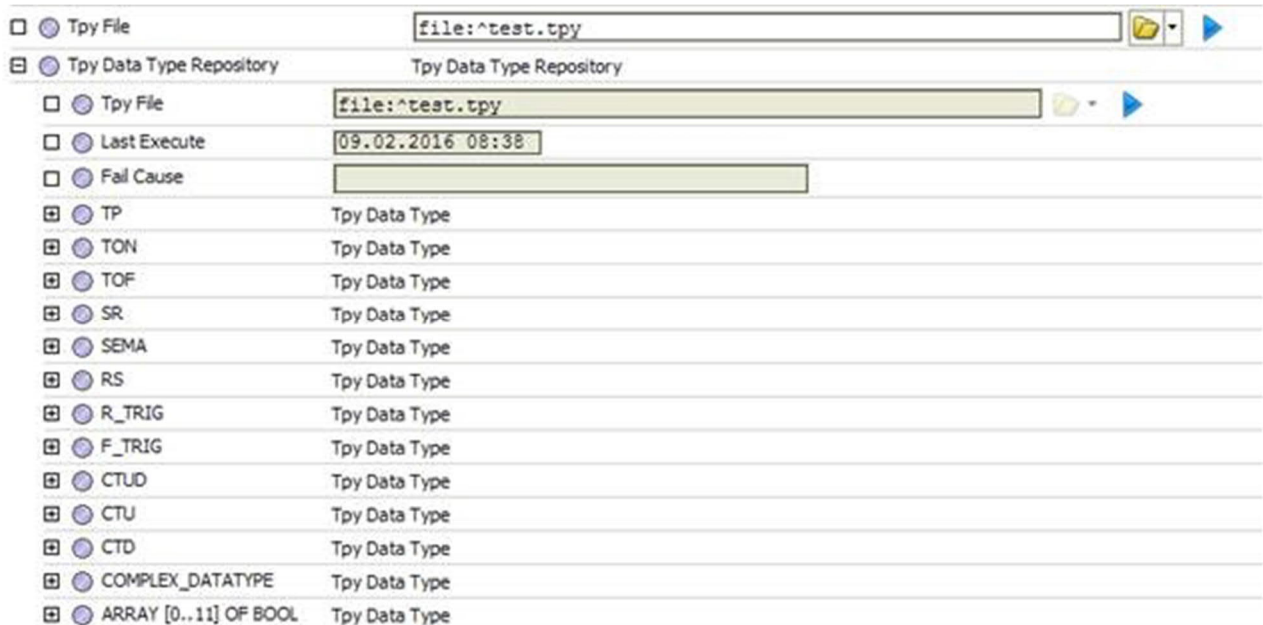 Tpy File file:^test.tpy
Tpy Data Type Repository Tpy Data Type Repository
Tpy File file:^test.tpy
Last Execute 09.02.2016 08:38
Fail Cause
TP Tpy Data Type
TON Tpy Data Type
TOF Tpy Data Type
SR Tpy Data Type
SEMA Tpy Data Type
RS Tpy Data Type
R_TRIG Tpy Data Type
F_TRIG Tpy Data Type
CTUD Tpy Data Type
CTU Tpy Data Type
CTD Tpy Data Type
COMPLEX_DATATYPE Tpy Data Type
ARRAY [0..11] OF BOOL Tpy Data Type